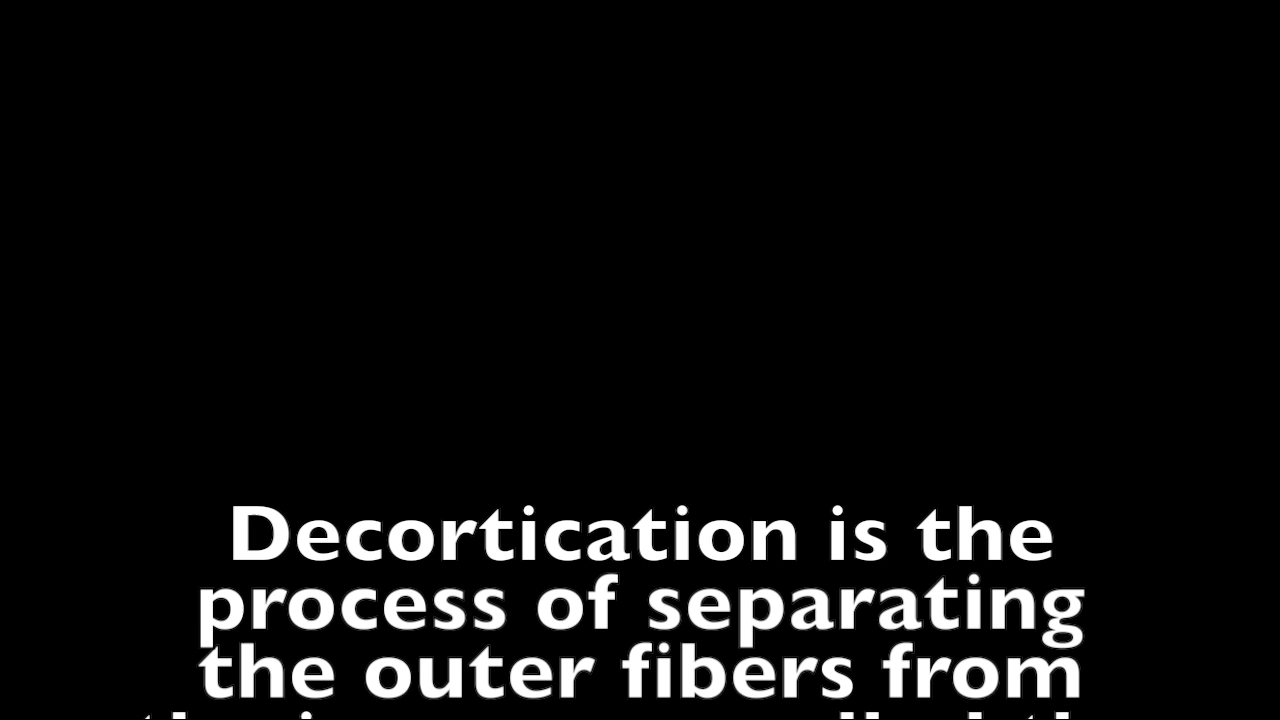 Decortication is the
process of separating
the outer fibers from